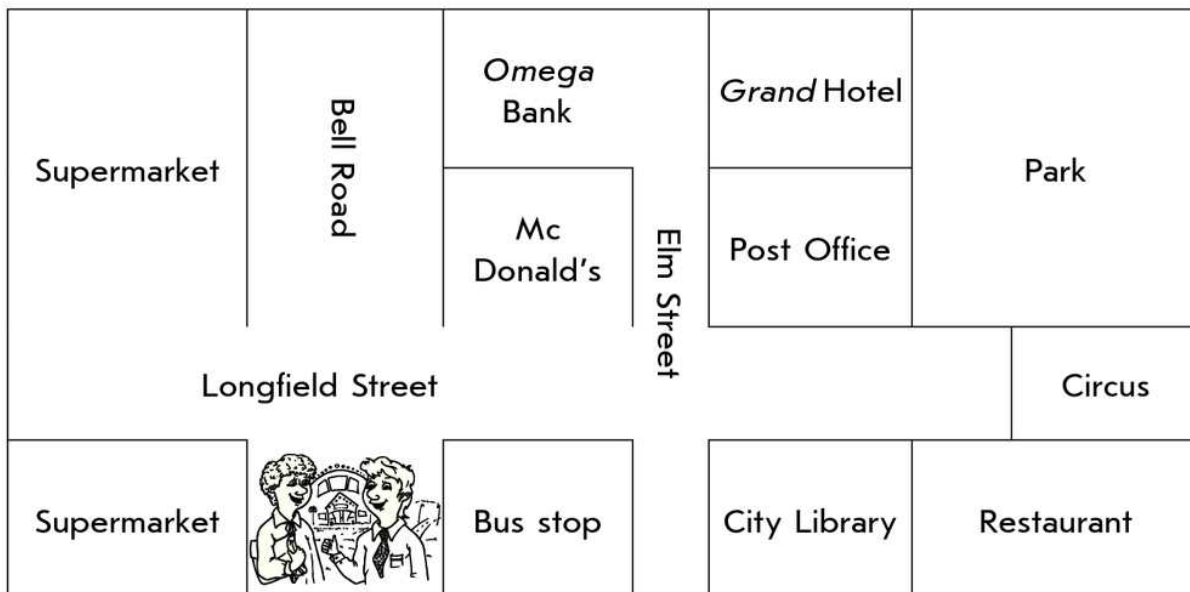 Omega
Bank
Grand Hotel
Supermarket
Bell Road
Park
Mc
Donald's
Elm Street
Post Office
Longfield Street
Circus
Supermarket
Bus stop
City Library
Restaurant